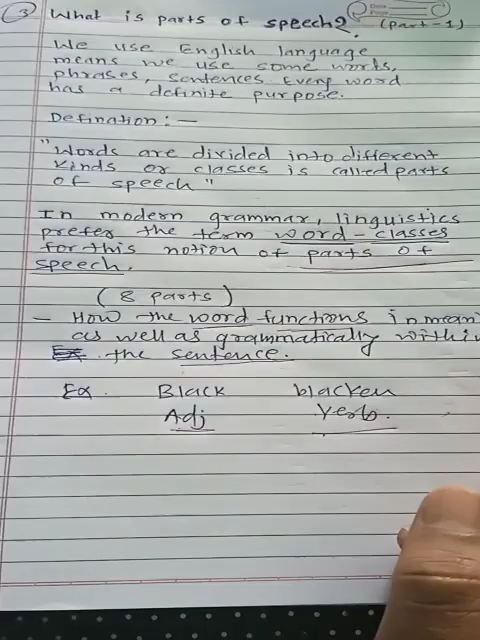 3 What is parts of speech? (part-1)
We use English language
means we use some words,
phrases, sentences Every word
has a definite purpose.
Defination :-
"Words are divided into different
kinds or classes is called parts
of speech"
In modern grammar, linguistics
prefer the term word-classes
for this notion of parts of
speech.
(8 parts)
- How the word functions in mean
as well as grammatically withi
the sentence.
Ex. Black blacken
Adj Verb.